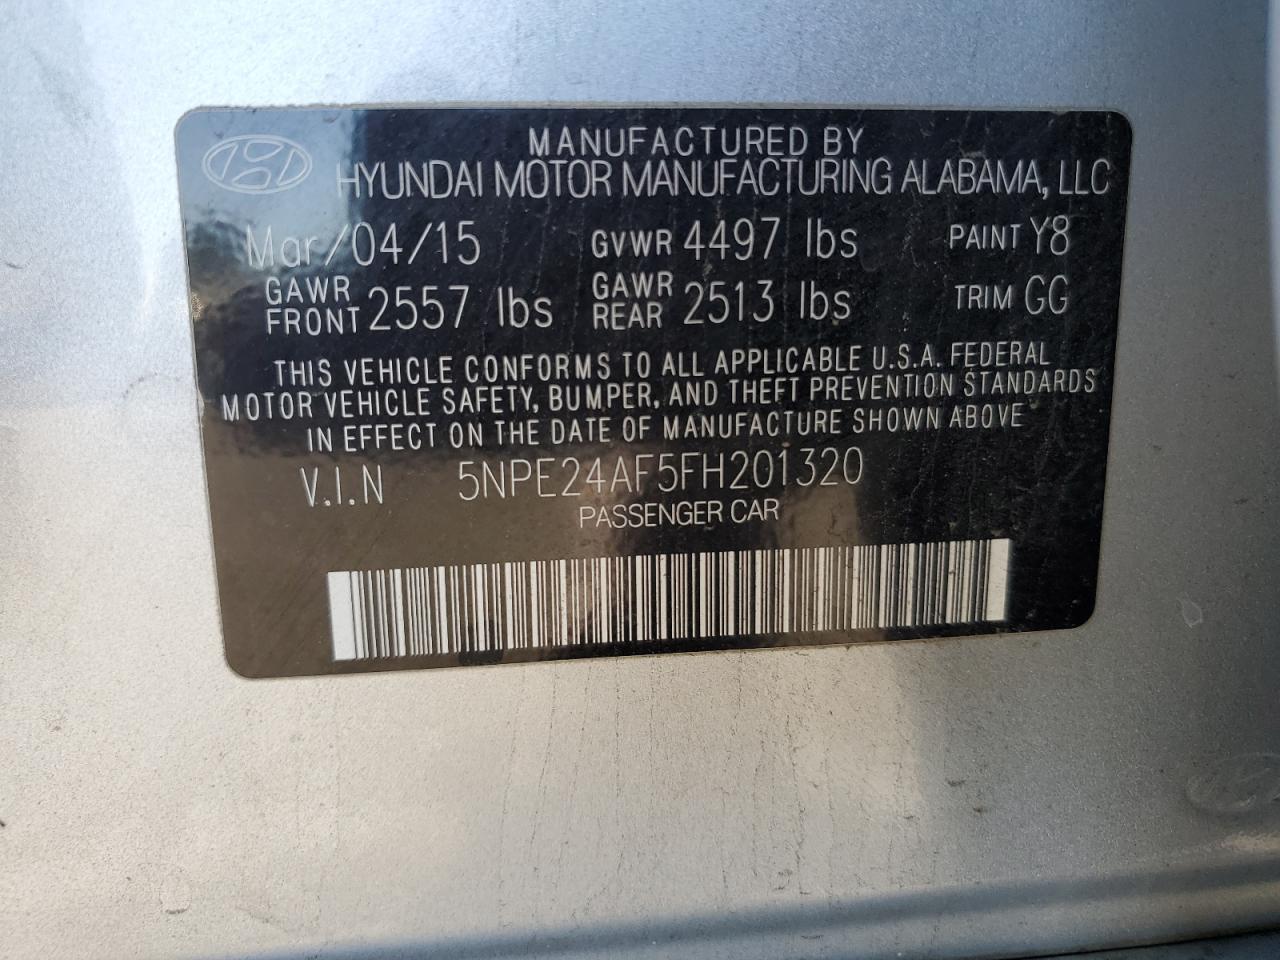 MANUFACTURED BY
HYUNDAI MOTOR MANUFACTURING ALABAMA, LLC
Mar/04/15 GVWR 4497 lbs PAINT Y8
GAWR FRONT 2557 lbs GAWR REAR 2513 lbs TRIM GG
THIS VEHICLE CONFORMS TO ALL APPLICABLE U.S.A. FEDERAL
MOTOR VEHICLE SAFETY, BUMPER, AND THEFT PREVENTION STANDARDS
IN EFFECT ON THE DATE OF MANUFACTURE SHOWN ABOVE
V.I.N 5NPE24AF5FH201320
PASSENGER CAR